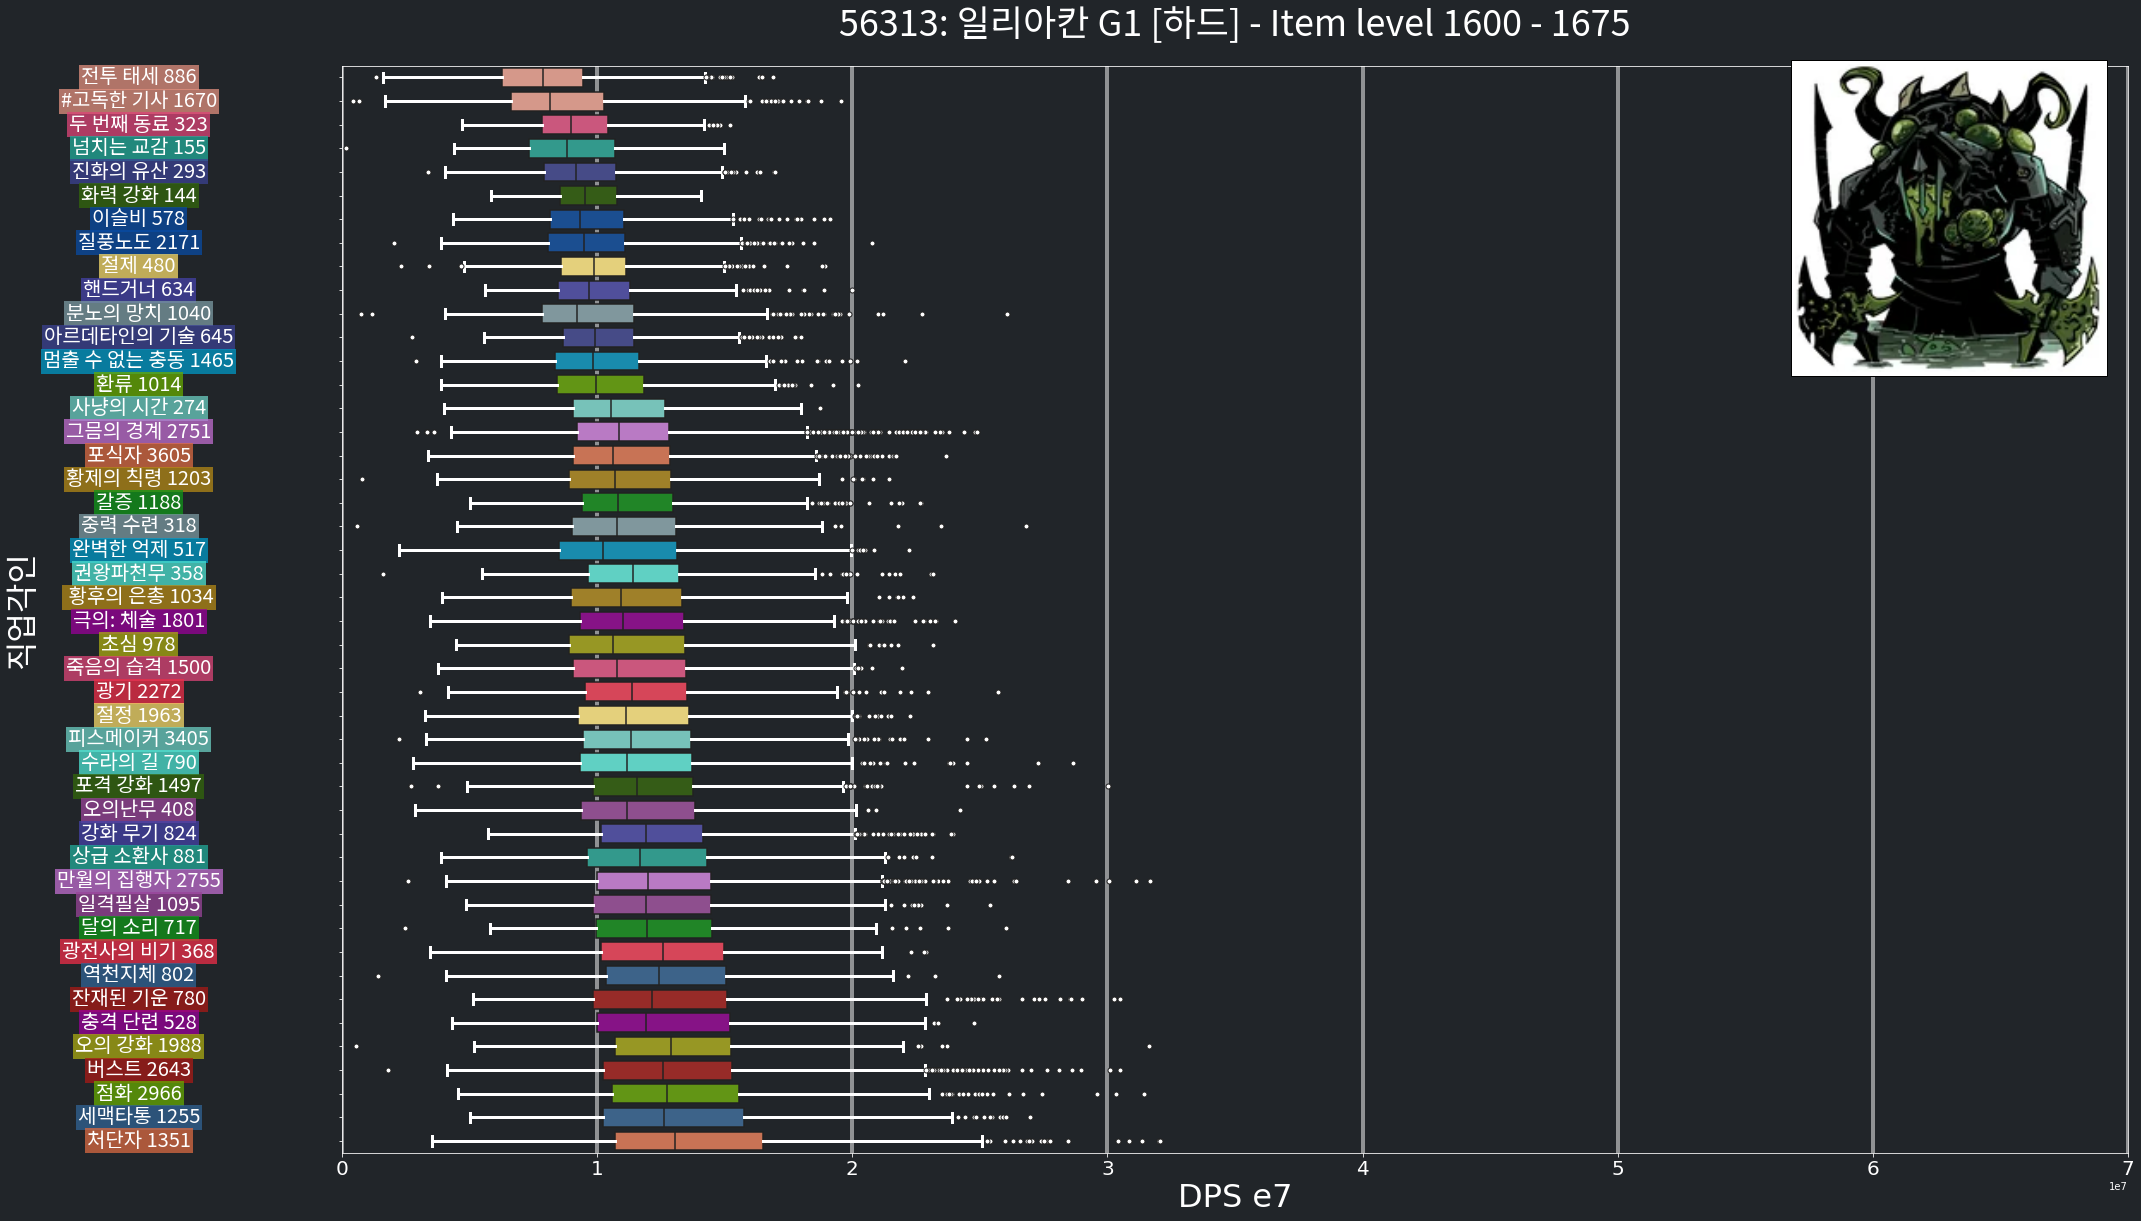 56313: 일리아칸 G1 [하드] - Item level 1600 - 1675
직업각인
전투 태세 886
#고독한 기사 1670
두 번째 동료 323
넘치는 교감 155
진화의 유산 293
화력 강화 144
이슬비 578
질풍노도 2171
절제 480
핸드거너 634
분노의 망치 1040
아르데타인의 기술 645
멈출 수 없는 충동 1465
환류 1014
사냥의 시간 274
그믐의 경계 2751
포식자 3605
황제의 칙령 1203
갈증 1188
중력 수련 318
완벽한 억제 517
권왕파천무 358
황후의 은총 1034
극의: 체술 1801
초심 978
죽음의 습격 1500
광기 2272
절정 1963
피스메이커 3405
수라의 길 790
포격 강화 1497
오의난무 408
강화 무기 824
상급 소환사 881
만월의 집행자 2755
일격필살 1095
달의 소리 717
광전사의 비기 368
역천지체 802
잔재된 기운 780
충격 단련 528
오의 강화 1988
버스트 2643
점화 2966
세맥타통 1255
처단자 1351
0 1 2 3 4 5 6 7
1e7
DPS e7